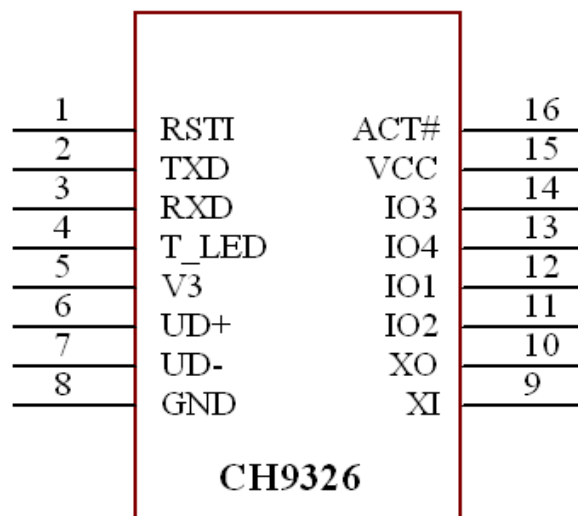 1 RSTI ACT# 16
2 TXD VCC 15
3 RXD IO3 14
4 T_LED IO4 13
5 V3 IO1 12
6 UD+ IO2 11
7 UD- XO 10
8 GND XI 9
CH9326